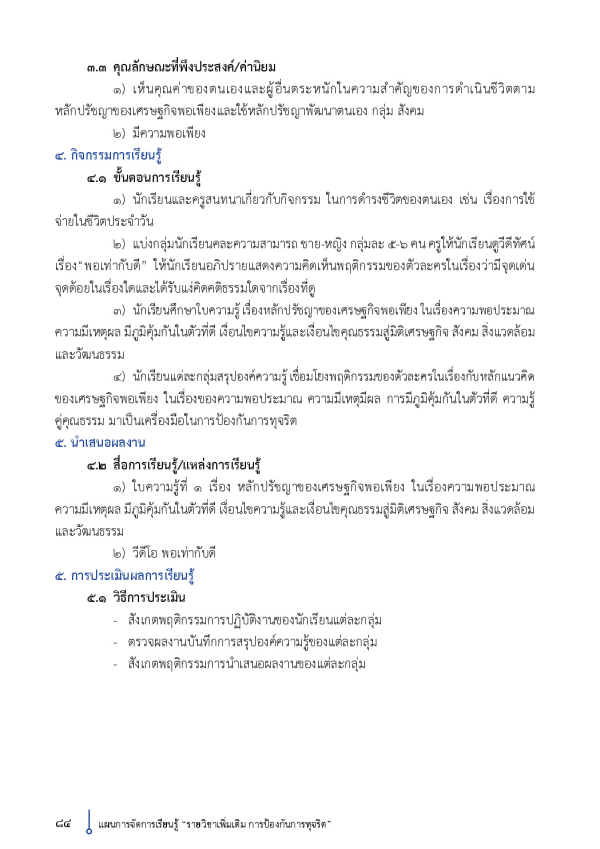 ๓.๓ คุณลักษณะที่พึงประสงค์/ค่านิยม
๑) เห็นคุณค่าของตนเองและผู้อื่นตระหนักในความสำคัญของการดำเนินชีวิตตาม
หลักปรัชญาของเศรษฐกิจพอเพียงและใช้หลักปรัชญาพัฒนาตนเอง กลุ่ม สังคม
๒) มีความพอเพียง
๔. กิจกรรมการเรียนรู้
๔.๑ ขั้นตอนการเรียนรู้
๑) นักเรียนและครูสนทนาเกี่ยวกับกิจกรรม ในการดำรงชีวิตของตนเอง เช่น เรื่องการใช้
จ่ายในชีวิตประจำวัน
๒) แบ่งกลุ่มนักเรียนคละความสามารถ ชาย-หญิง กลุ่มละ ๕-๖ คน ครูให้นักเรียนดูวีดีทัศน์
เรื่อง“พอเท่ากับดี” ให้นักเรียนอภิปรายแสดงความคิดเห็นพฤติกรรมของตัวละครในเรื่องว่ามีจุดเด่น
จุดด้อยในเรื่องใดและได้รับแง่คิดคติธรรมใดจากเรื่องที่ดู
๓) นักเรียนศึกษาใบความรู้ เรื่องหลักปรัชญาของเศรษฐกิจพอเพียง ในเรื่องความพอประมาณ
ความมีเหตุผล มีภูมิคุ้มกันในตัวที่ดี เงื่อนไขความรู้และเงื่อนไขคุณธรรมสู่มิติเศรษฐกิจ สังคม สิ่งแวดล้อม
และวัฒนธรรม
๔) นักเรียนแต่ละกลุ่มสรุปองค์ความรู้ เชื่อมโยงพฤติกรรมของตัวละครในเรื่องกับหลักแนวคิด
ของเศรษฐกิจพอเพียง ในเรื่องของความพอประมาณ ความมีเหตุมีผล การมีภูมิคุ้มกันในตัวที่ดี ความรู้
คู่คุณธรรม มาเป็นเครื่องมือในการป้องกันการทุจริต
๕. นำเสนอผลงาน
๔.๒ สื่อการเรียนรู้/แหล่งการเรียนรู้
๑) ใบความรู้ที่ ๑ เรื่อง หลักปรัชญาของเศรษฐกิจพอเพียง ในเรื่องความพอประมาณ
ความมีเหตุผล มีภูมิคุ้มกันในตัวที่ดี เงื่อนไขความรู้และเงื่อนไขคุณธรรมสู่มิติเศรษฐกิจ สังคม สิ่งแวดล้อม
และวัฒนธรรม
๒) วีดีโอ พอเท่ากับดี
๕. การประเมินผลการเรียนรู้
๕.๑ วิธีการประเมิน
- สังเกตพฤติกรรมการปฏิบัติงานของนักเรียนแต่ละกลุ่ม
- ตรวจผลงานบันทึกการสรุปองค์ความรู้ของแต่ละกลุ่ม
- สังเกตพฤติกรรมการนำเสนอผลงานของแต่ละกลุ่ม
๘๔ แผนการจัดการเรียนรู้ “รายวิชาเพิ่มเติม การป้องกันการทุจริต”